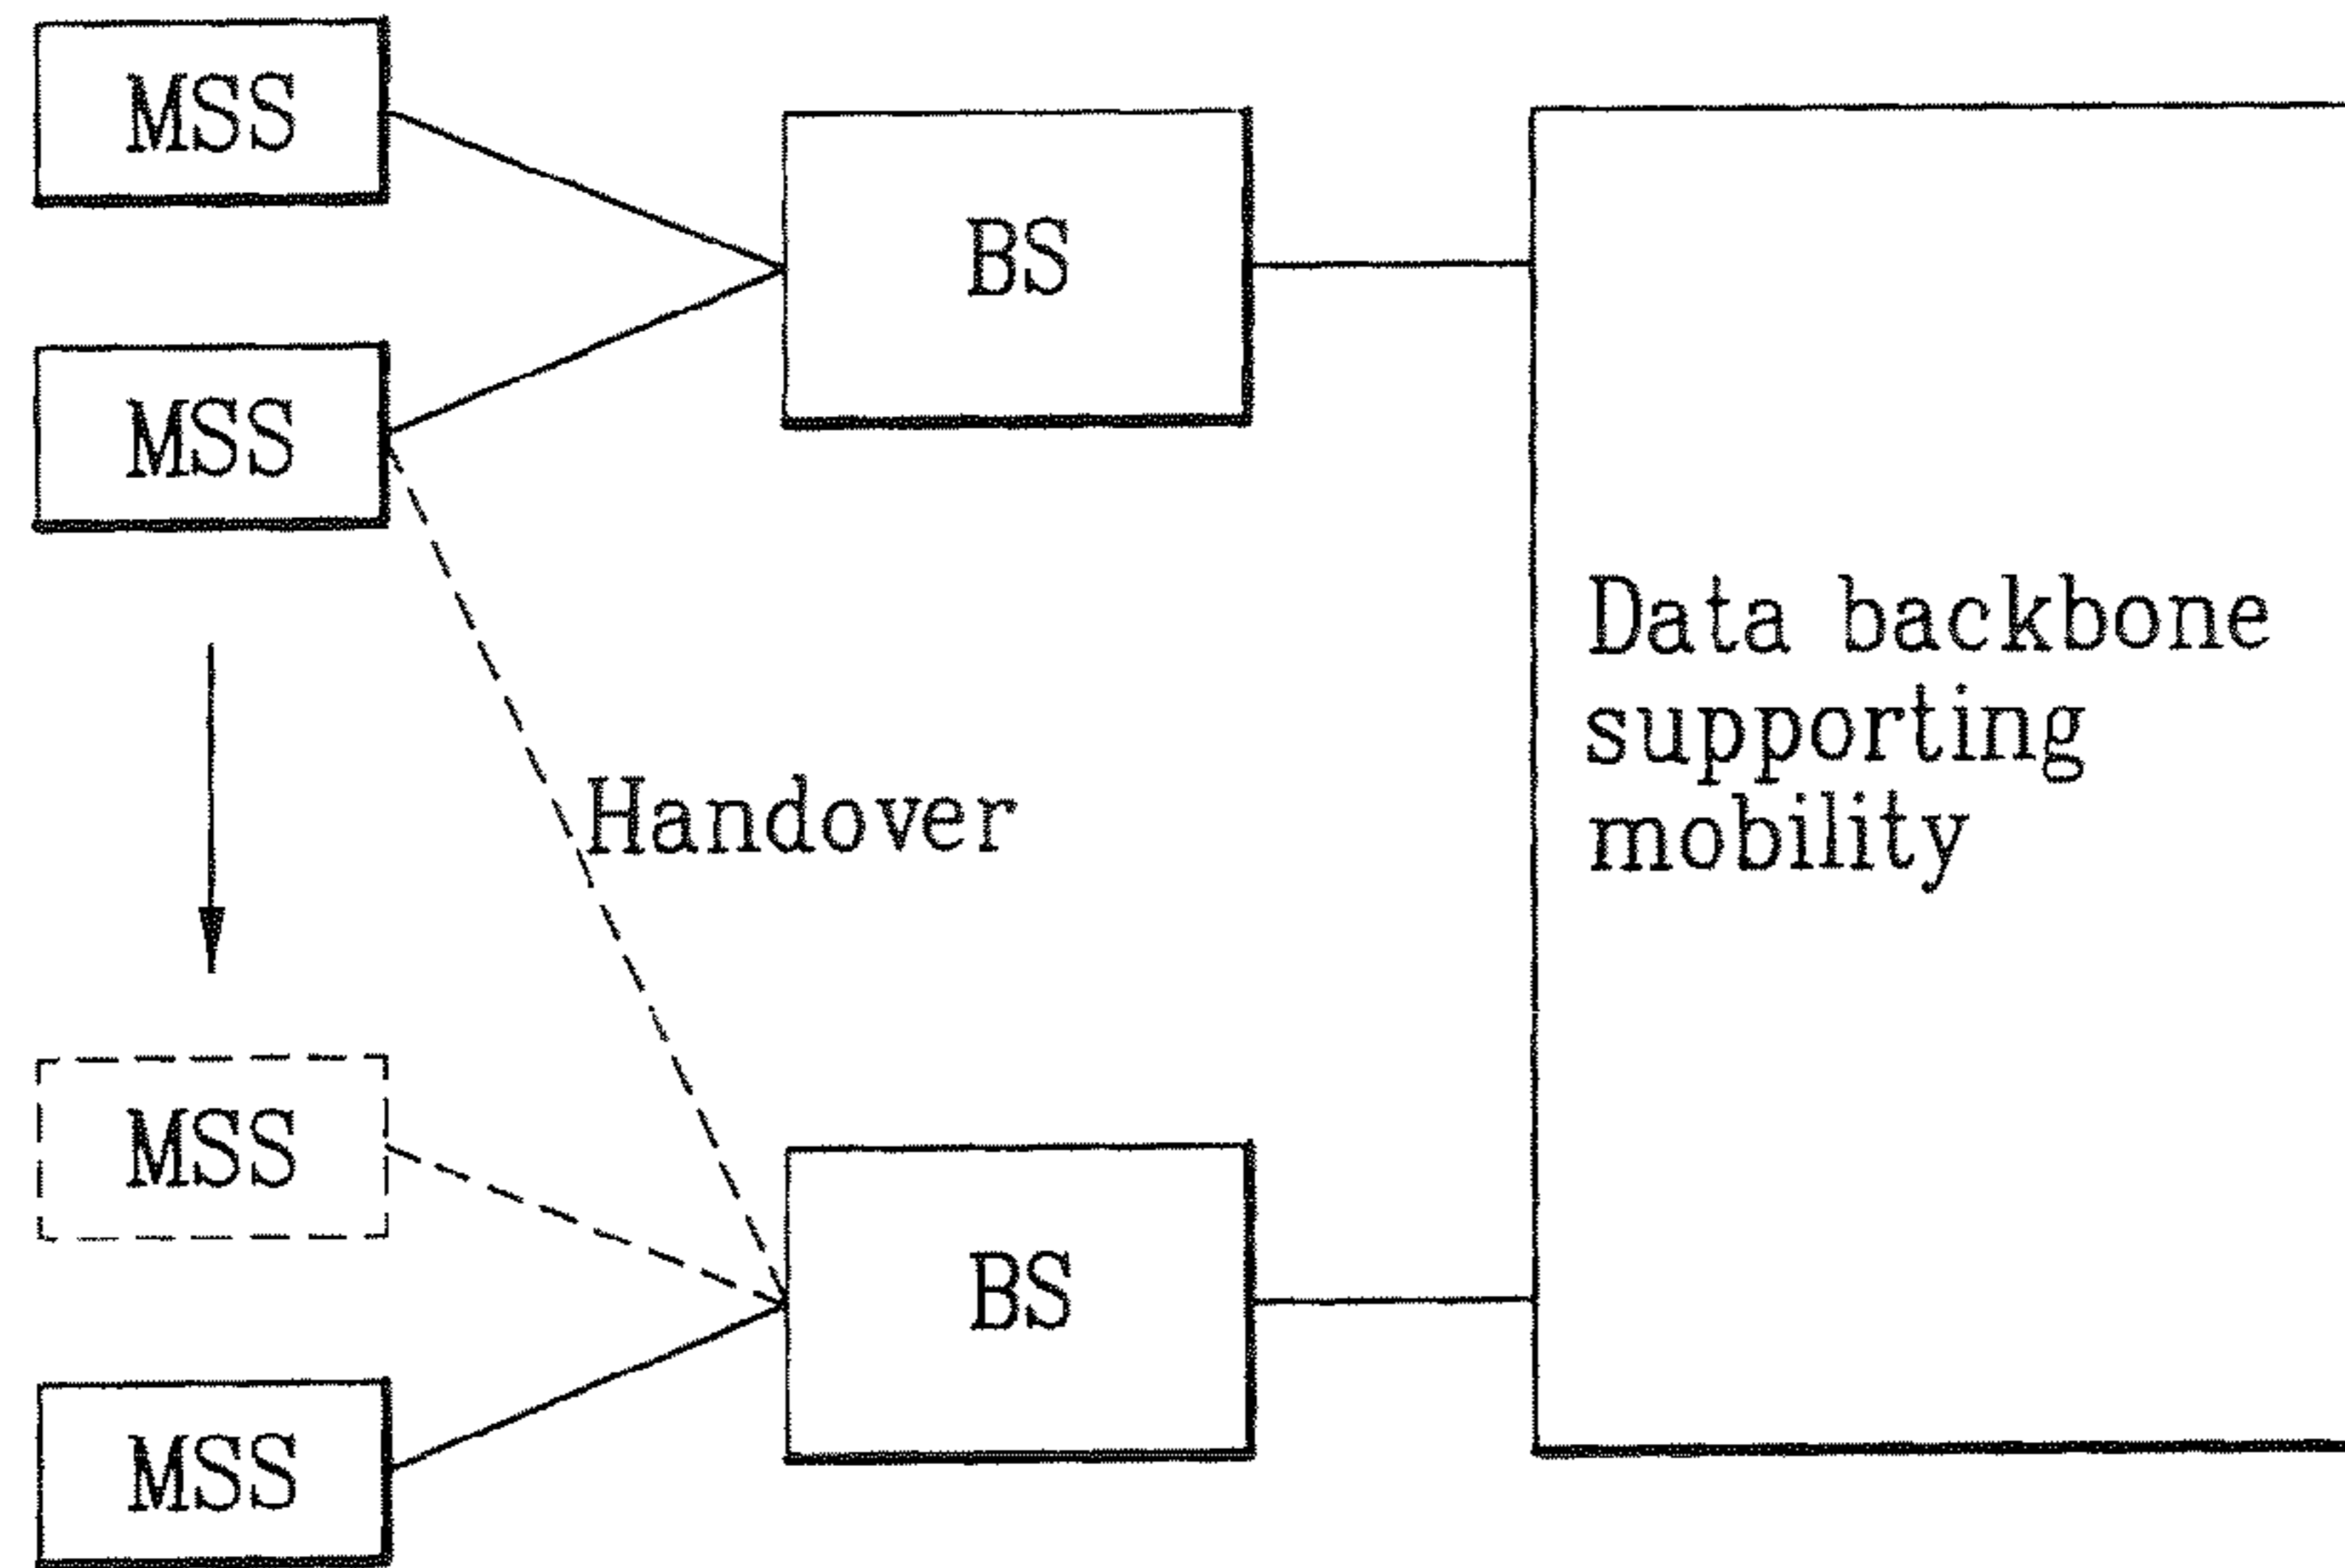 MSS
BS
MSS
Data backbone
supporting
mobility
Handover
MSS
BS
MSS